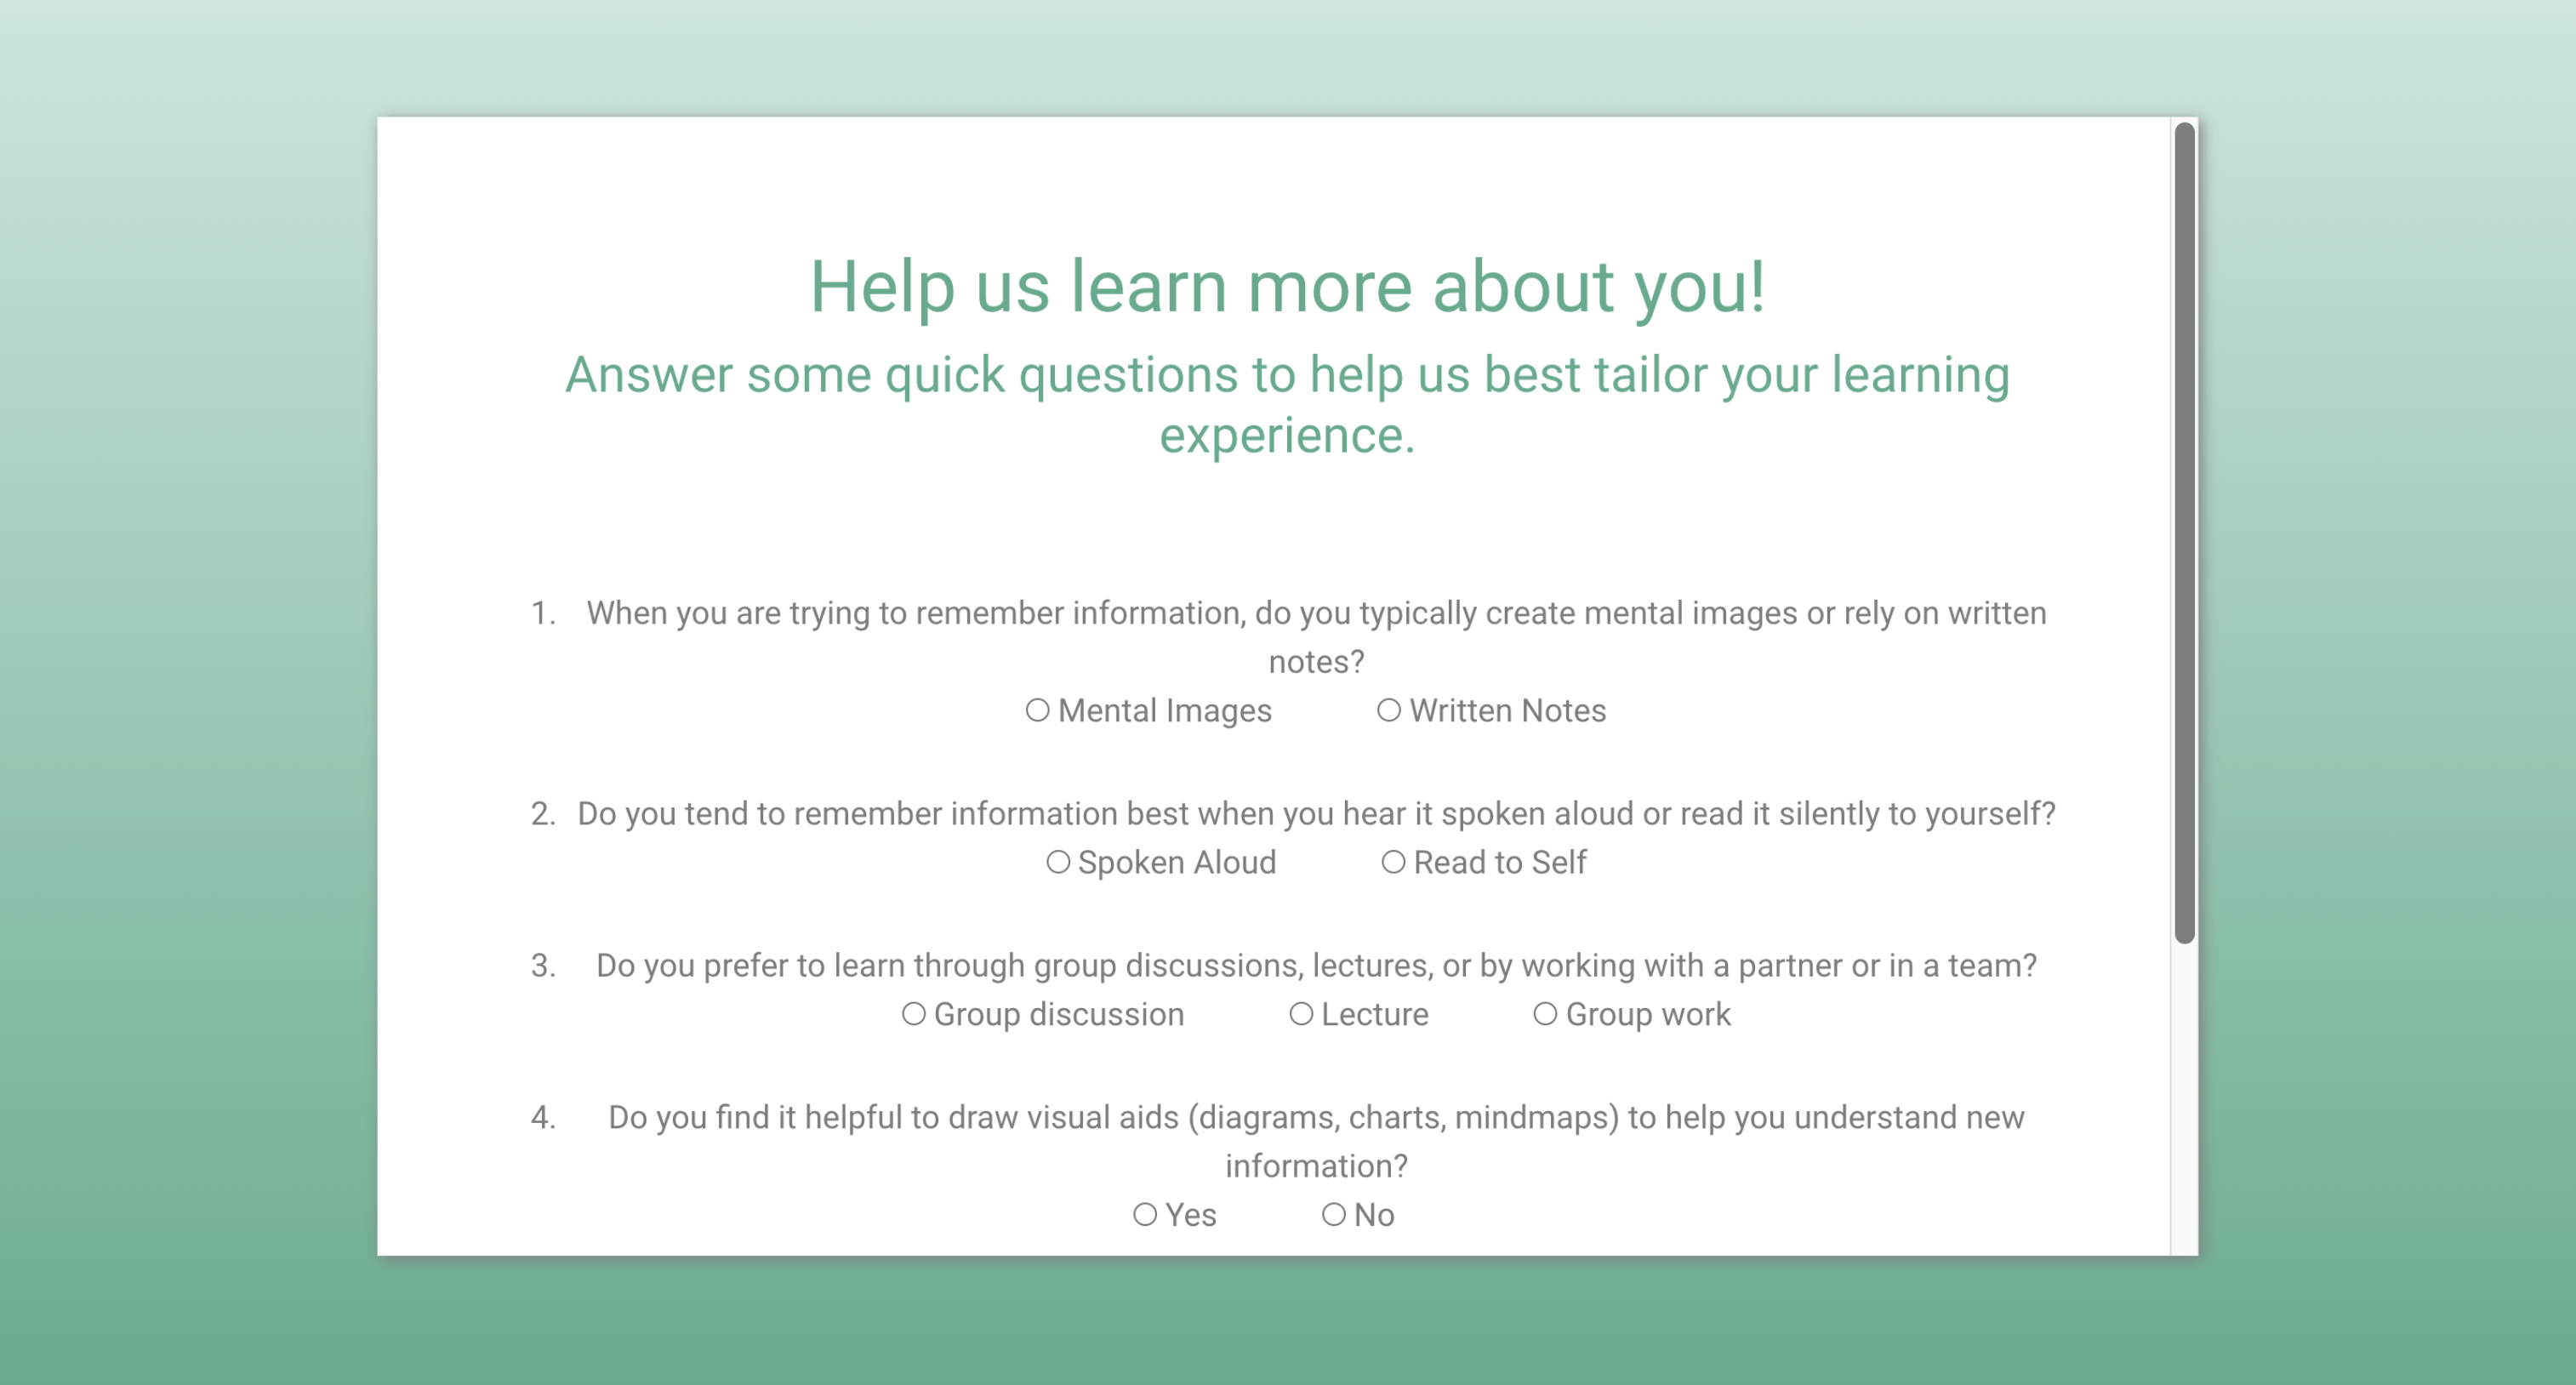 Help us learn more about you!
Answer some quick questions to help us best tailor your learning
experience.
1. When you are trying to remember information, do you typically create mental images or rely on written
notes?
Mental Images Written Notes
2. Do you tend to remember information best when you hear it spoken aloud or read it silently to yourself?
Spoken Aloud Read to Self
3. Do you prefer to learn through group discussions, lectures, or by working with a partner or in a team?
Group discussion Lecture Group work
4. Do you find it helpful to draw visual aids (diagrams, charts, mindmaps) to help you understand new
information?
Yes No